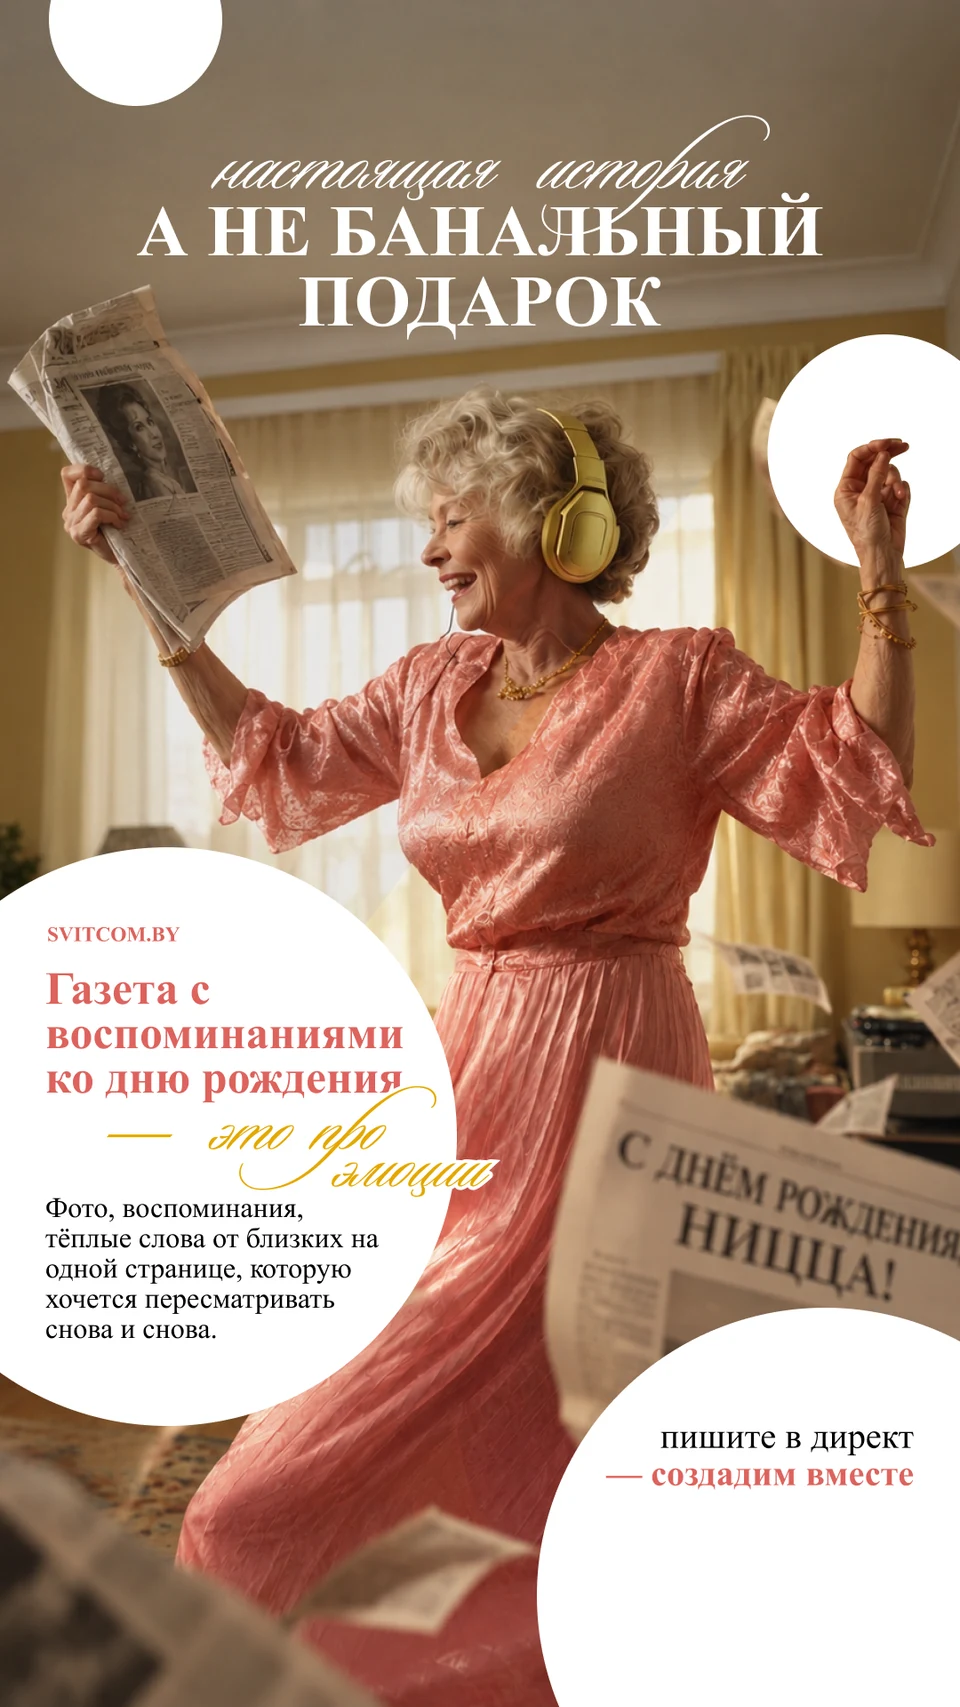 настоящая история
А НЕ БАНАЛЬНЫЙ
ПОДАРОК
SVITCOM.BY
Газета с
воспоминаниями
ко дню рождения
— это про
эмоции
Фото, воспоминания,
тёплые слова от близких на
одной странице, которую
хочется пересматривать
снова и снова.
С ДНЁМ РОЖДЕНИЯ,
НИЦЦА!
пишите в директ
— создадим вместе